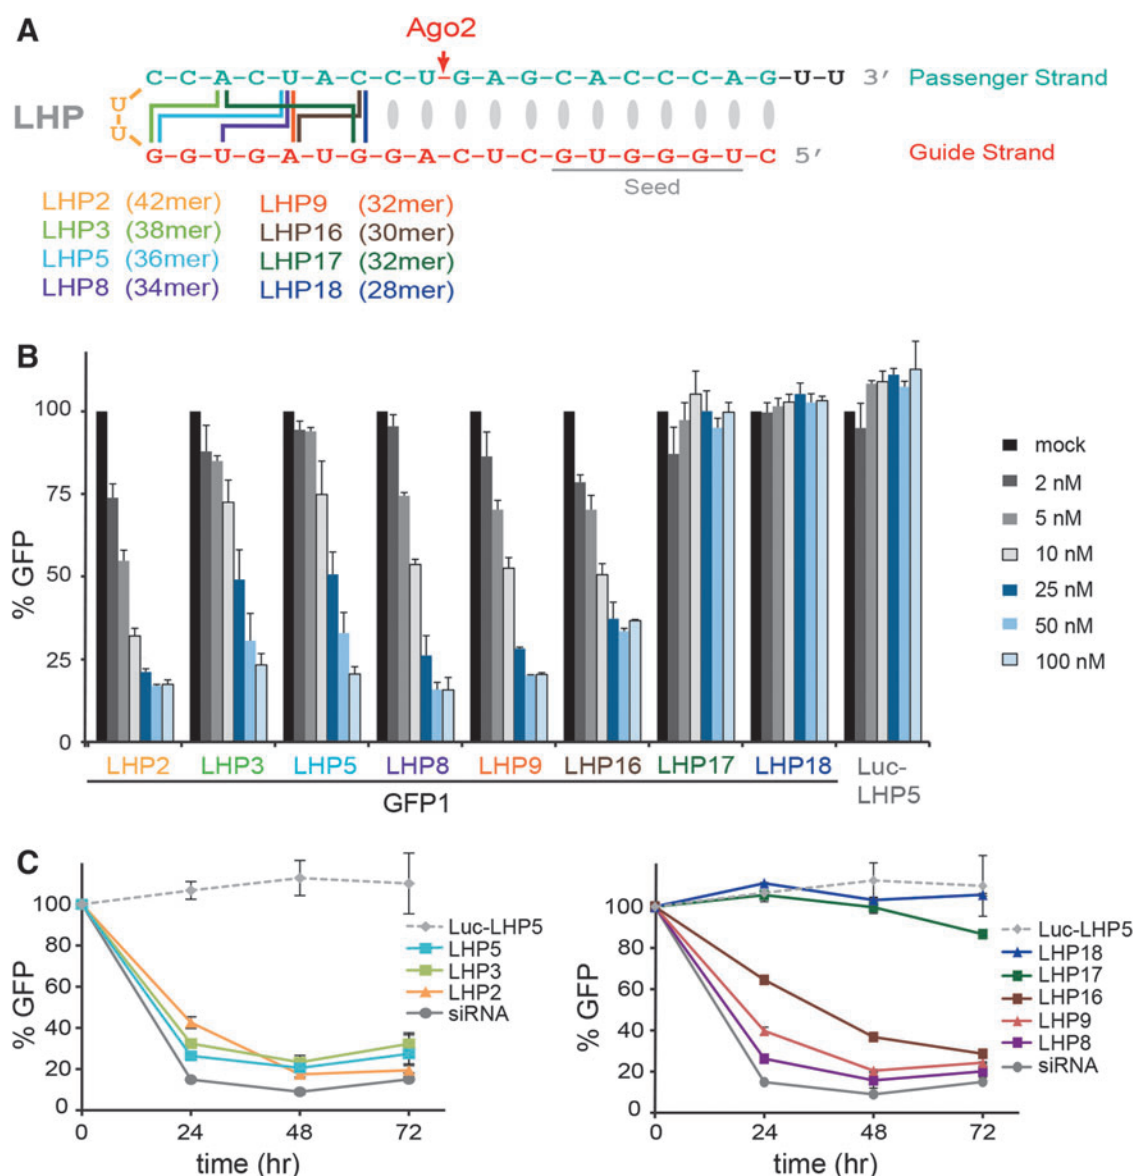 A
Ago2
C-C-A-C-U-A-C-C-U-G-A-G-C-A-C-C-C-A-G-U-U 3′ Passenger Strand
LHP
U
U
G-G-U-G-A-U-G-G-A-C-U-C-G-U-G-G-G-U-C 5′ Guide Strand
Seed
LHP2 (42mer) LHP9 (32mer)
LHP3 (38mer) LHP16 (30mer)
LHP5 (36mer) LHP17 (32mer)
LHP8 (34mer) LHP18 (28mer)
B
% GFP
100
75
50
25
0
LHP2 LHP3 LHP5 LHP8 LHP9 LHP16 LHP17 LHP18 Luc-
LHP5
GFP1
mock
2 nM
5 nM
10 nM
25 nM
50 nM
100 nM
C
% GFP
100
80
60
40
20
0
0 24 48 72
time (hr)
Luc-LHP5
LHP5
LHP3
LHP2
siRNA
% GFP
100
80
60
40
20
0
0 24 48 72
time (hr)
Luc-LHP5
LHP18
LHP17
LHP16
LHP9
LHP8
siRNA